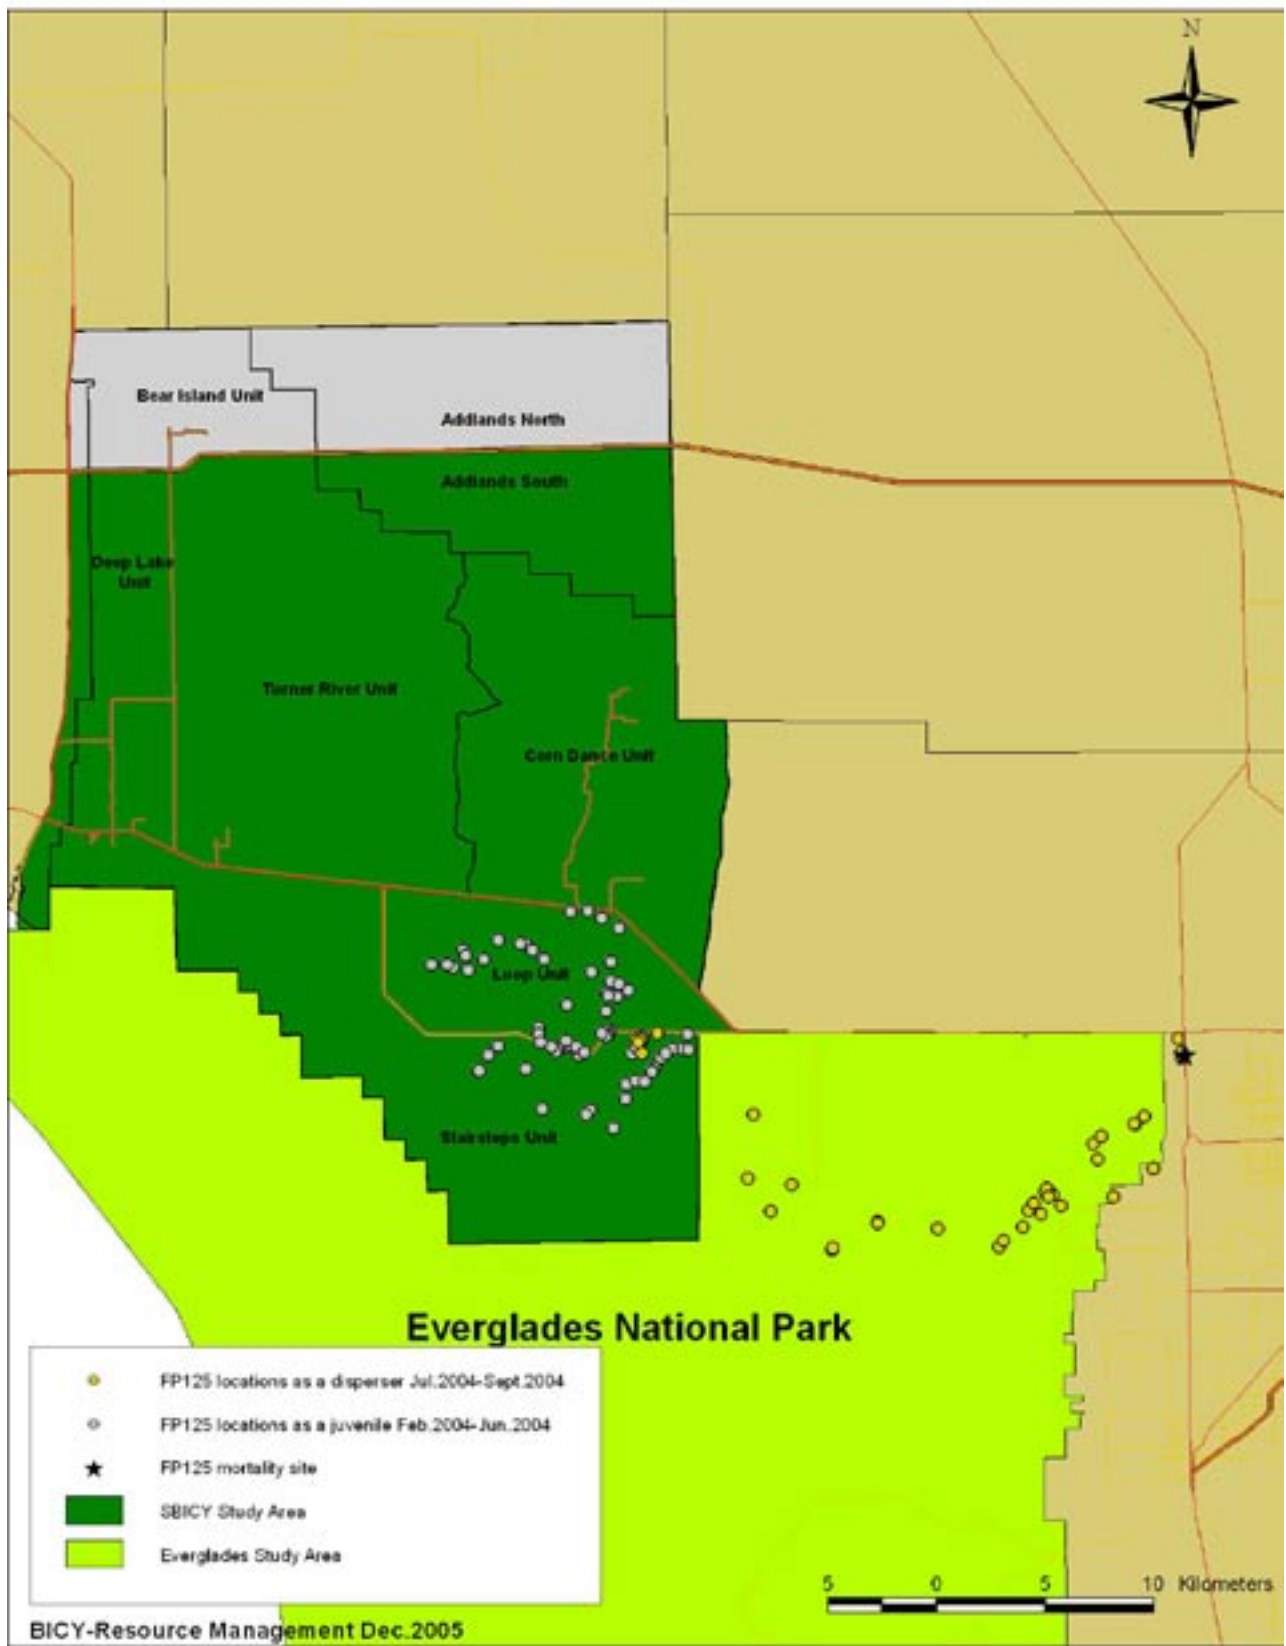 N
Bear Island Unit
Addlands North
Addlands South
Deep Lake
Unit
Turner River Unit
Corn Dance Unit
Loop Unit
Stairsteps Unit
Everglades National Park
FP125 locations as a disperser Jul.2004-Sept.2004
FP125 locations as a juvenile Feb.2004-Jun.2004
FP125 mortality site
SBICY Study Area
Everglades Study Area
5 0 5 10 Kilometers
BICY-Resource Management Dec.2005